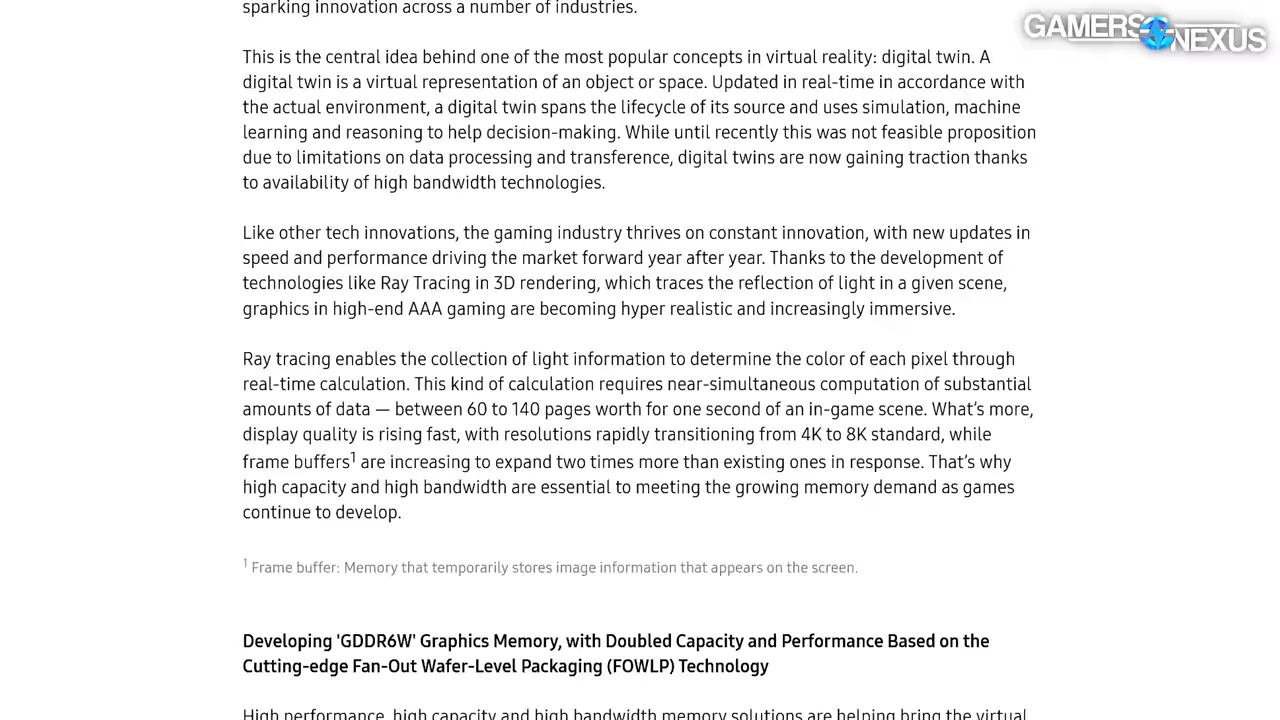 sparking innovation across a number of industries.
GAMERS NEXUS
This is the central idea behind one of the most popular concepts in virtual reality: digital twin. A
digital twin is a virtual representation of an object or space. Updated in real-time in accordance with
the actual environment, a digital twin spans the lifecycle of its source and uses simulation, machine
learning and reasoning to help decision-making. While until recently this was not feasible proposition
due to limitations on data processing and transference, digital twins are now gaining traction thanks
to availability of high bandwidth technologies.
Like other tech innovations, the gaming industry thrives on constant innovation, with new updates in
speed and performance driving the market forward year after year. Thanks to the development of
technologies like Ray Tracing in 3D rendering, which traces the reflection of light in a given scene,
graphics in high-end AAA gaming are becoming hyper realistic and increasingly immersive.
Ray tracing enables the collection of light information to determine the color of each pixel through
real-time calculation. This kind of calculation requires near-simultaneous computation of substantial
amounts of data — between 60 to 140 pages worth for one second of an in-game scene. What’s more,
display quality is rising fast, with resolutions rapidly transitioning from 4K to 8K standard, while
frame buffers¹ are increasing to expand two times more than existing ones in response. That’s why
high capacity and high bandwidth are essential to meeting the growing memory demand as games
continue to develop.
¹ Frame buffer: Memory that temporarily stores image information that appears on the screen.
Developing 'GDDR6W' Graphics Memory, with Doubled Capacity and Performance Based on the
Cutting-edge Fan-Out Wafer-Level Packaging (FOWLP) Technology
High performance, high capacity and high bandwidth memory solutions are helping bring the virtual